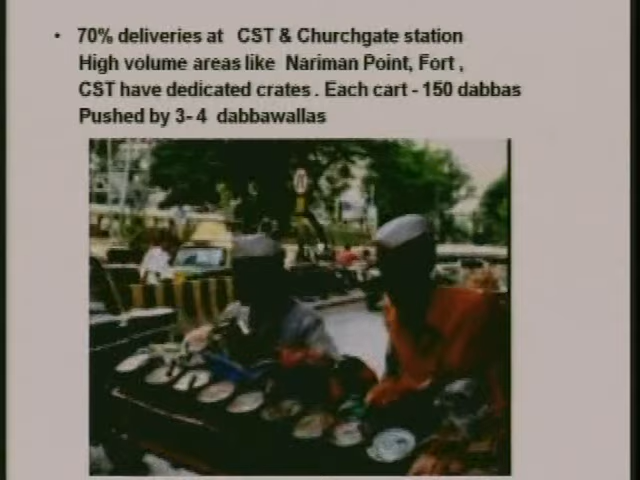 • 70% deliveries at CST & Churchgate station
High volume areas like Nariman Point, Fort ,
CST have dedicated crates . Each cart - 150 dabbas
Pushed by 3- 4 dabbawallas